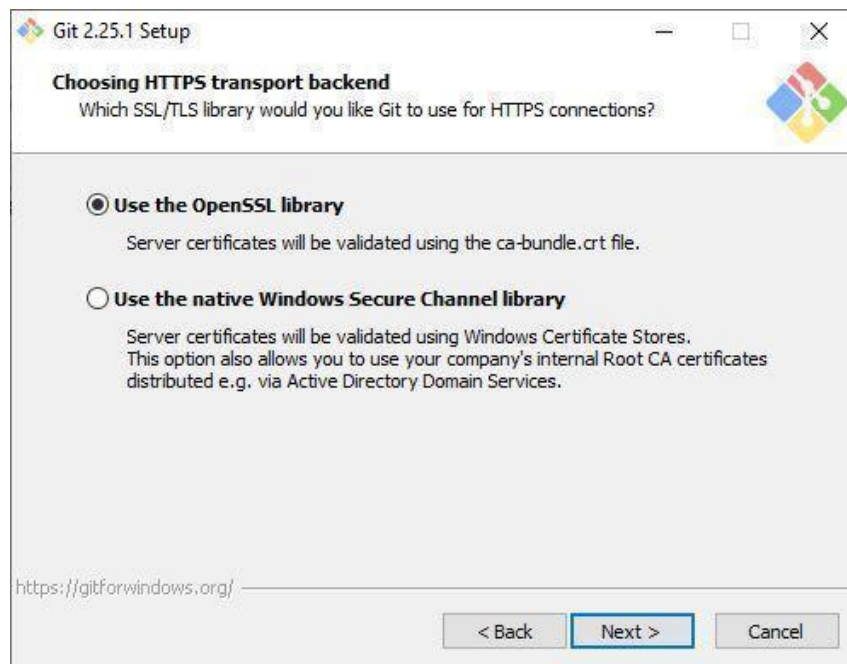 Git 2.25.1 Setup
Choosing HTTPS transport backend
Which SSL/TLS library would you like Git to use for HTTPS connections?
Use the OpenSSL library
Server certificates will be validated using the ca-bundle.crt file.
Use the native Windows Secure Channel library
Server certificates will be validated using Windows Certificate Stores.
This option also allows you to use your company's internal Root CA certificates
distributed e.g. via Active Directory Domain Services.
https://gitforwindows.org/
< Back Next > Cancel